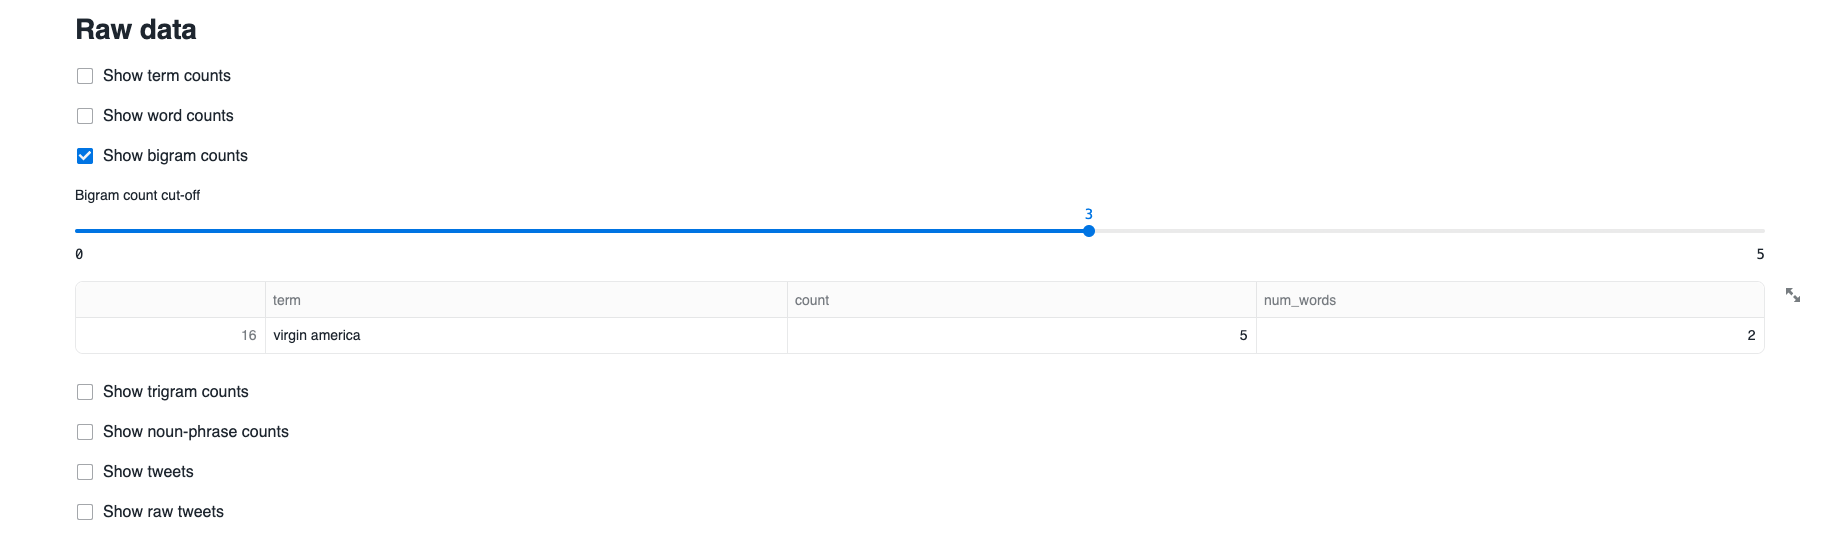 Raw data
Show term counts
Show word counts
Show bigram counts
Bigram count cut-off
3
0 5
term count num_words
16 virgin america 5 2
Show trigram counts
Show noun-phrase counts
Show tweets
Show raw tweets